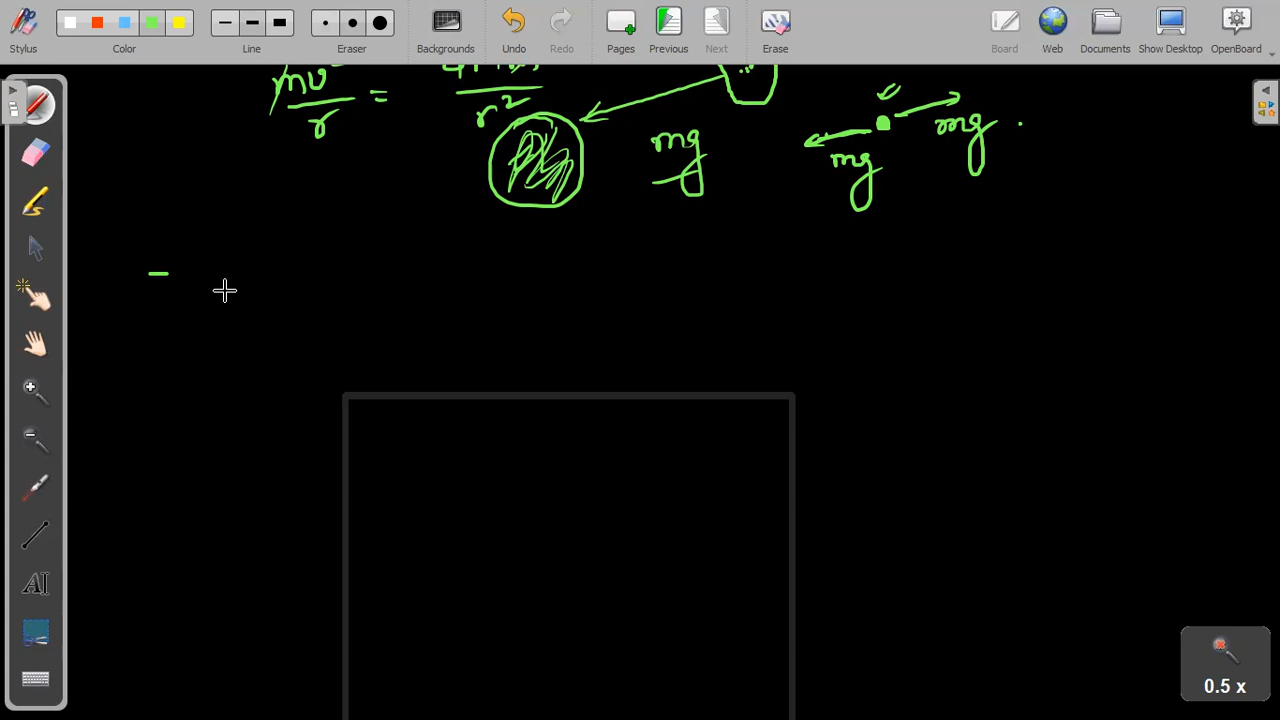 Stylus Color Line Eraser Backgrounds Undo Redo Pages Previous Next Erase Board Web Documents Show Desktop OpenBoard
mv
r
=
r²
mg
mg
mg .
–
AI
0.5 x